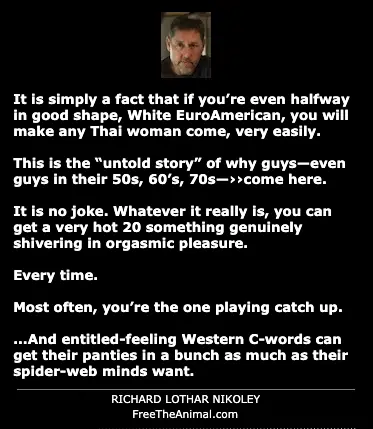 It is simply a fact that if you’re even halfway
in good shape, White EuroAmerican, you will
make any Thai woman come, very easily.
This is the “untold story” of why guys—even
guys in their 50s, 60’s, 70s—››come here.
It is no joke. Whatever it really is, you can
get a very hot 20 something genuinely
shivering in orgasmic pleasure.
Every time.
Most often, you’re the one playing catch up.
...And entitled-feeling Western C-words can
get their panties in a bunch as much as their
spider-web minds want.
RICHARD LOTHAR NIKOLEY
FreeTheAnimal.com